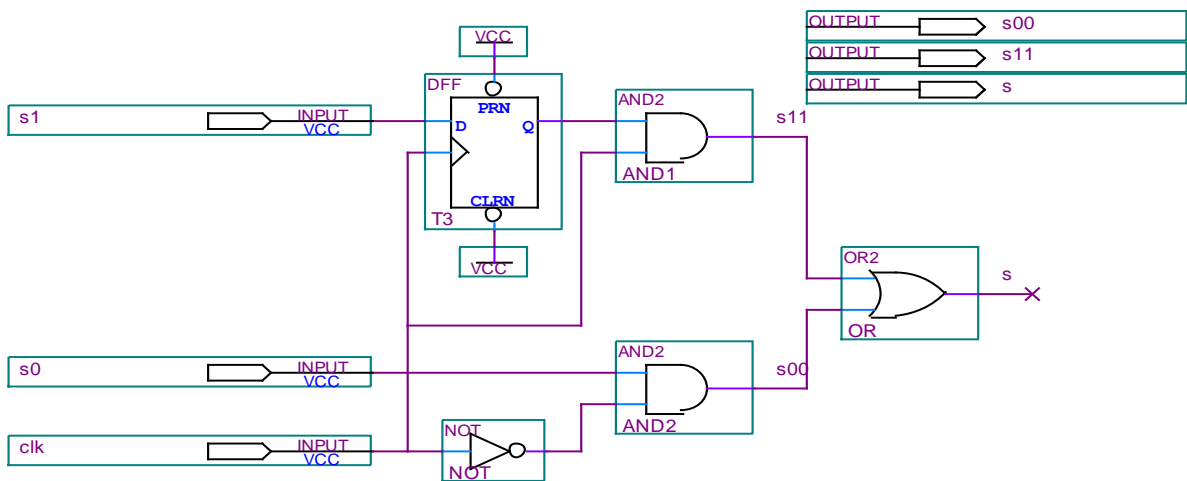 OUTPUT s00
VCC
OUTPUT s11
DFF
OUTPUT s
AND2
PRN
s1 INPUT
VCC
D Q
s11
AND1
CLRN
T3
VCC
OR2
s
OR
AND2
s0 INPUT
VCC
s00
AND2
NOT
clk INPUT
VCC
NOT